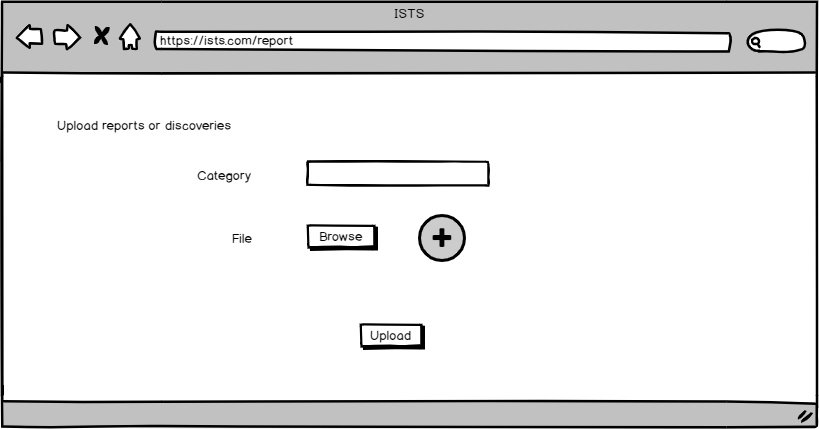 ISTS
https://ists.com/report
Upload reports or discoveries
Category
File
Browse
Upload